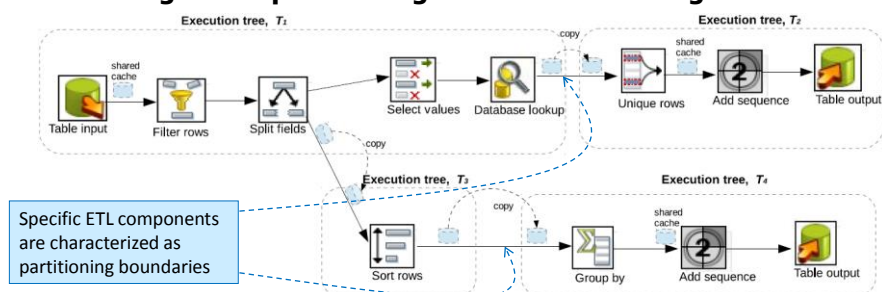 Execution tree, T1
Execution tree, T2
copy
shared
cache
shared
cache
Table input
Filter rows
Split fields
Select values
Database lookup
Unique rows
2
Add sequence
Table output
copy
Execution tree, T3
Execution tree, T4
copy
shared
cache
Specific ETL components
are characterized as
partitioning boundaries
Sort rows
Group by
2
Add sequence
Table output